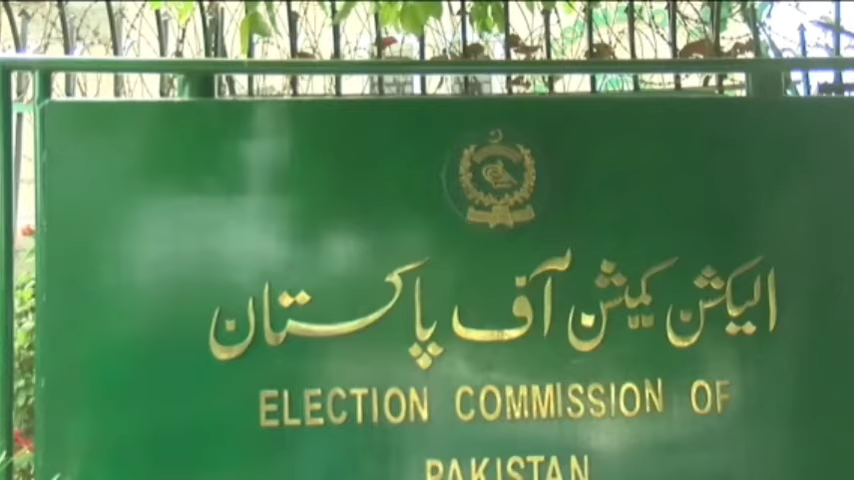 الیکشن کمیشن آف پاکستان
ELECTION COMMISSION OF
PAKISTAN